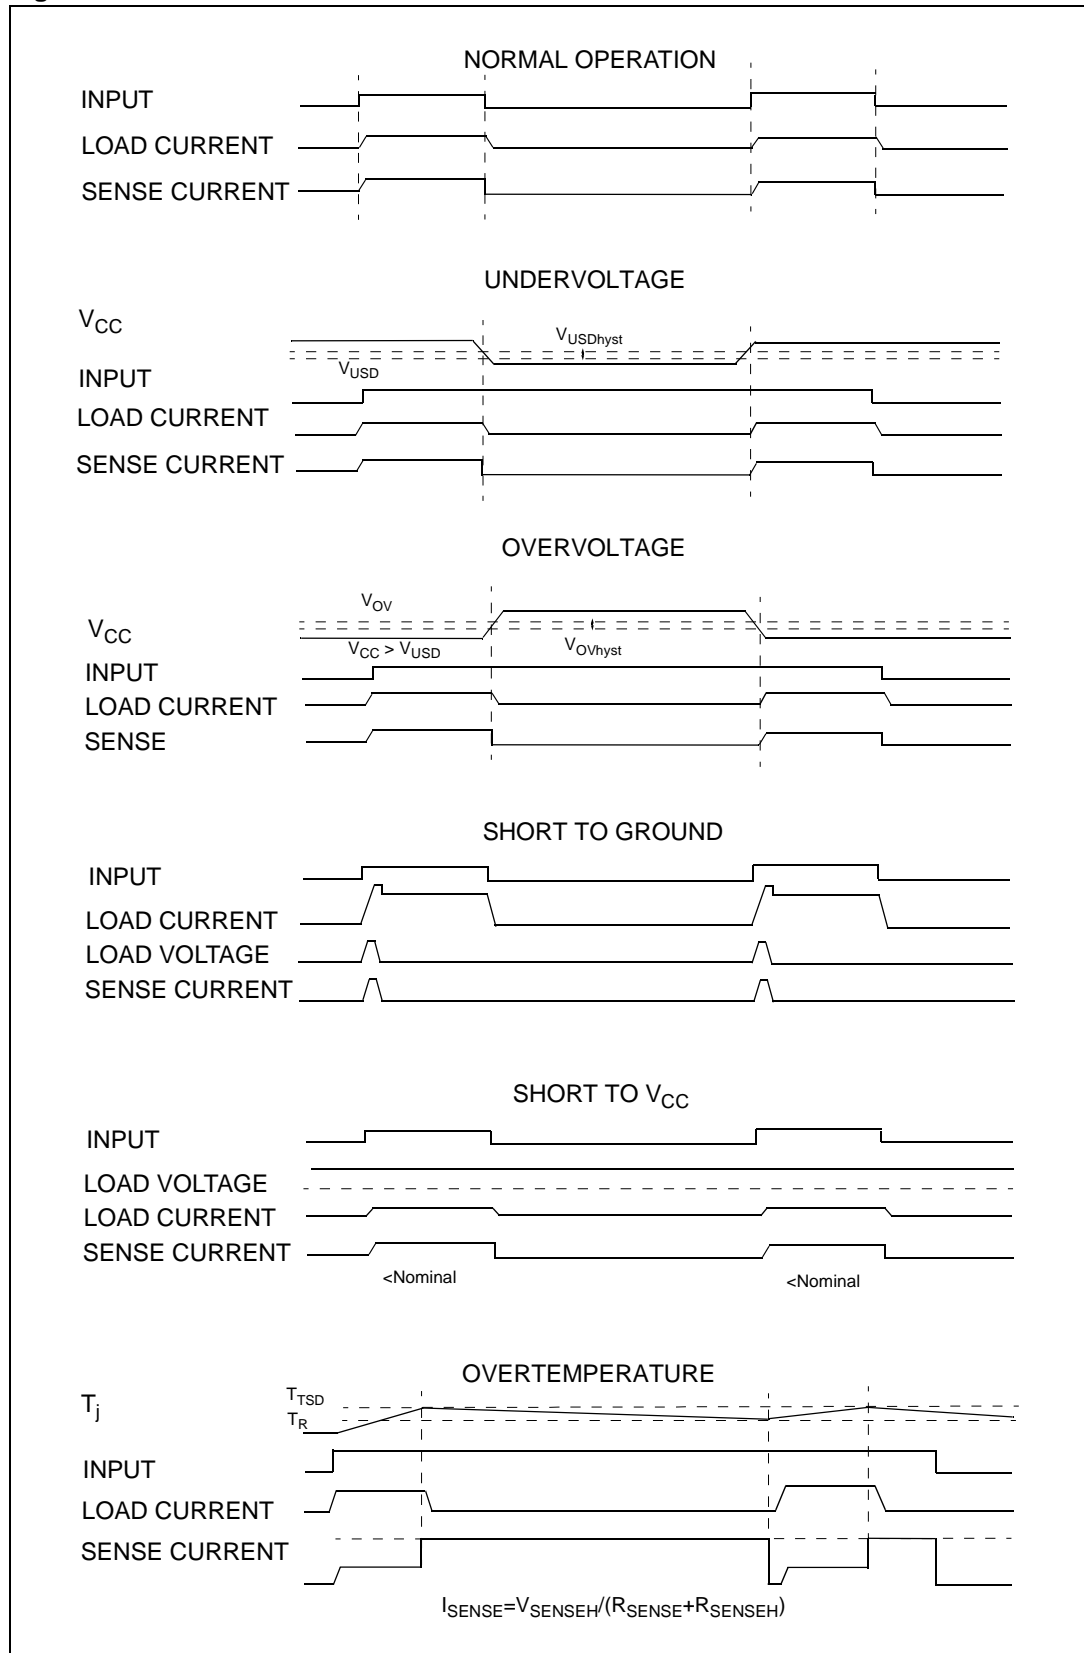 NORMAL OPERATION
INPUT
LOAD CURRENT
SENSE CURRENT
UNDERVOLTAGE
VCC
VUSDhyst
VUSD
INPUT
LOAD CURRENT
SENSE CURRENT
OVERVOLTAGE
VOV
VCC
VCC > VUSD
VOVhyst
INPUT
LOAD CURRENT
SENSE
SHORT TO GROUND
INPUT
LOAD CURRENT
LOAD VOLTAGE
SENSE CURRENT
SHORT TO VCC
INPUT
LOAD VOLTAGE
LOAD CURRENT
SENSE CURRENT
<Nominal
<Nominal
OVERTEMPERATURE
Tj
TTSD
TR
INPUT
LOAD CURRENT
SENSE CURRENT
ISENSE=VSENSEH/(RSENSE+RSENSEH)